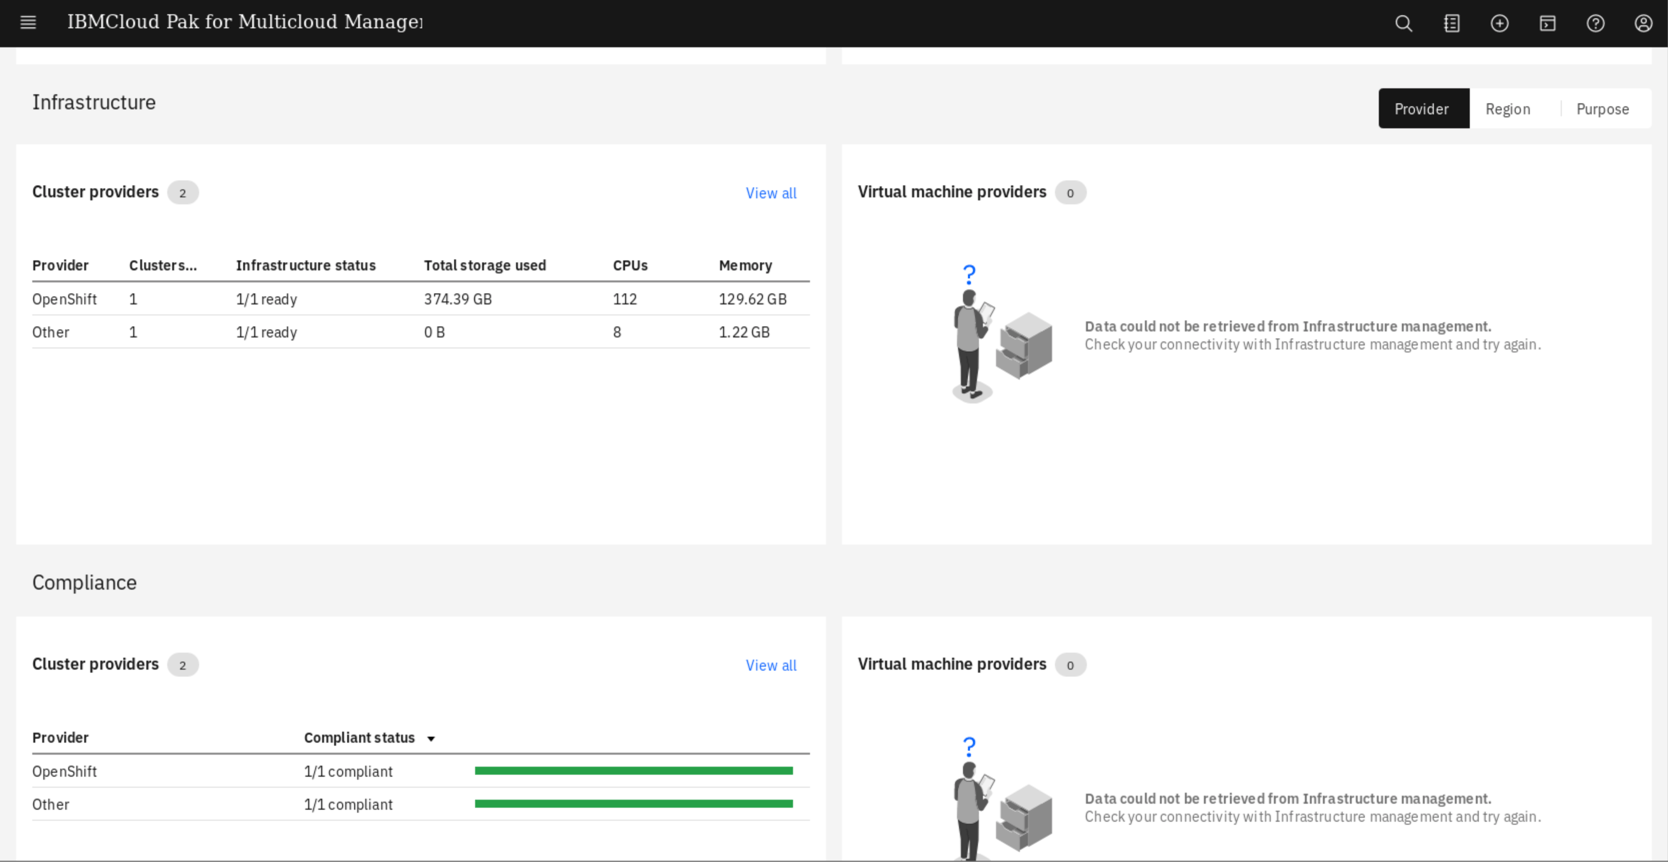 IBMCloud Pak for Multicloud Manager
Infrastructure
Provider Region Purpose
Cluster providers 2 View all
Provider Clusters... Infrastructure status Total storage used CPUs Memory
OpenShift 1 1/1 ready 374.39 GB 112 129.62 GB
Other 1 1/1 ready 0 B 8 1.22 GB
Virtual machine providers 0
?
Data could not be retrieved from Infrastructure management.
Check your connectivity with Infrastructure management and try again.
Compliance
Cluster providers 2 View all
Provider Compliant status
OpenShift 1/1 compliant
Other 1/1 compliant
Virtual machine providers 0
?
Data could not be retrieved from Infrastructure management.
Check your connectivity with Infrastructure management and try again.